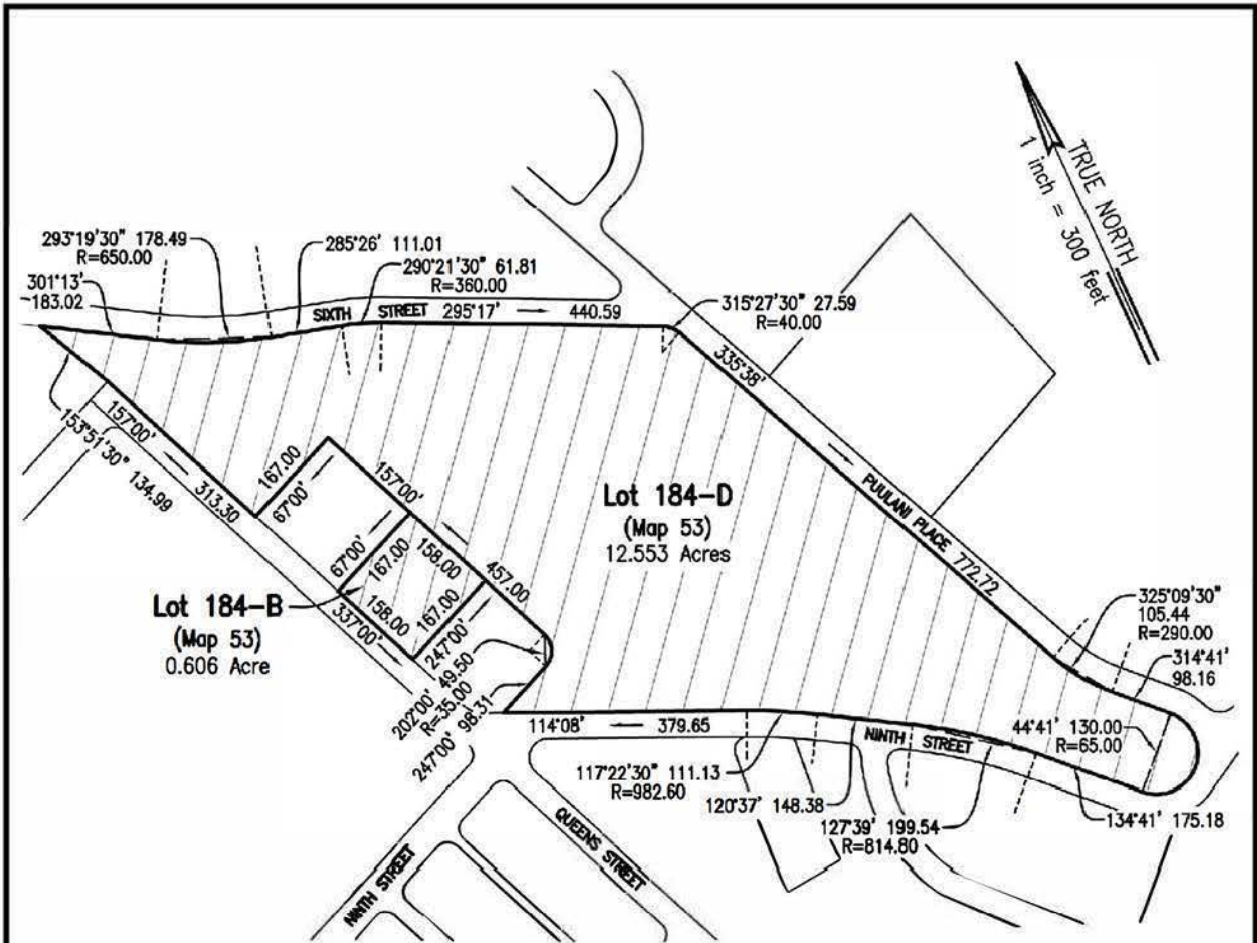 TRUE NORTH
1 inch = 300 feet
293°19'30" 178.49
R=650.00
285°26' 111.01
290°21'30" 61.81
R=360.00
301°13'
183.02
SIXTH STREET 295°17' 440.59
315°27'30" 27.59
R=40.00
335°38'
PUULANI PLACE 772.72
153°51'30" 134.99
157°00' 313.30
167.00
67°00'
157°00'
457.00
67°00'
167.00
158.00
158.00
167.00
337°00'
247°00'
Lot 184-D
(Map 53)
12.553 Acres
Lot 184-B
(Map 53)
0.606 Acre
202°00' 49.50
R=35.00
247°00' 98.31
325°09'30"
105.44
R=290.00
314°41'
98.16
44°41' 130.00
R=65.00
114°08' 379.65
NINTH STREET
117°22'30" 111.13
R=982.60
120°37' 148.38
127°39' 199.54
R=814.80
134°41' 175.18
QUEENS STREET
NINTH STREET